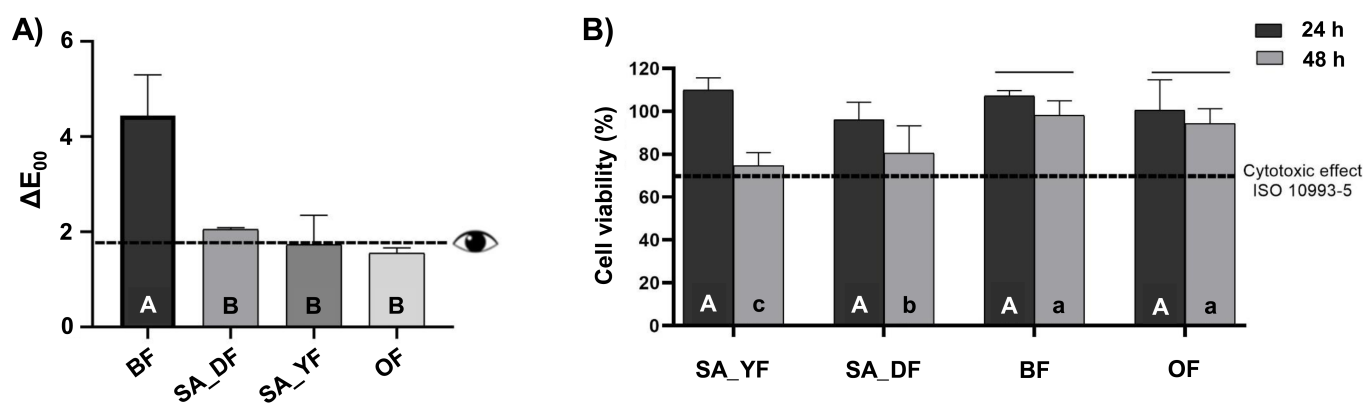 A)
6
4
2
0
ΔE00
A
B
B
B
BF
SA_DF
SA_YF
OF
B)
24 h
48 h
120
100
80
60
40
20
0
Cell viability (%)
Cytotoxic effect
ISO 10993-5
A
c
A
b
A
a
A
a
SA_YF
SA_DF
BF
OF